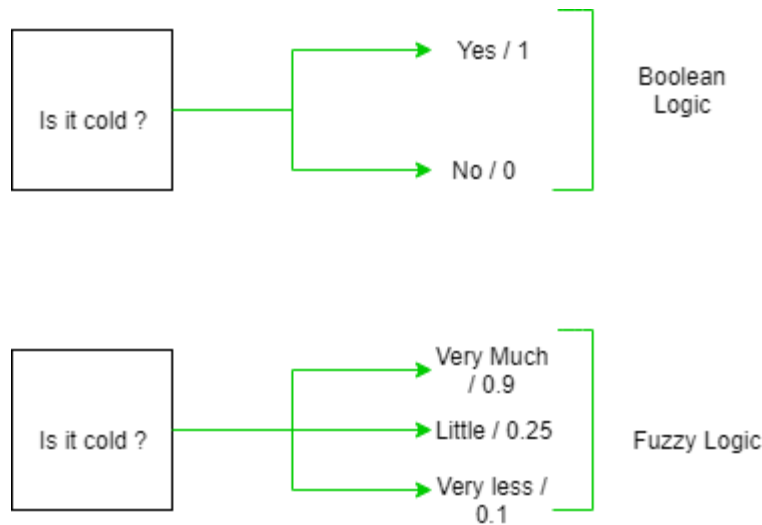 Is it cold ?
Yes / 1
No / 0
Boolean
Logic
Is it cold ?
Very Much
/ 0.9
Little / 0.25
Very less /
0.1
Fuzzy Logic